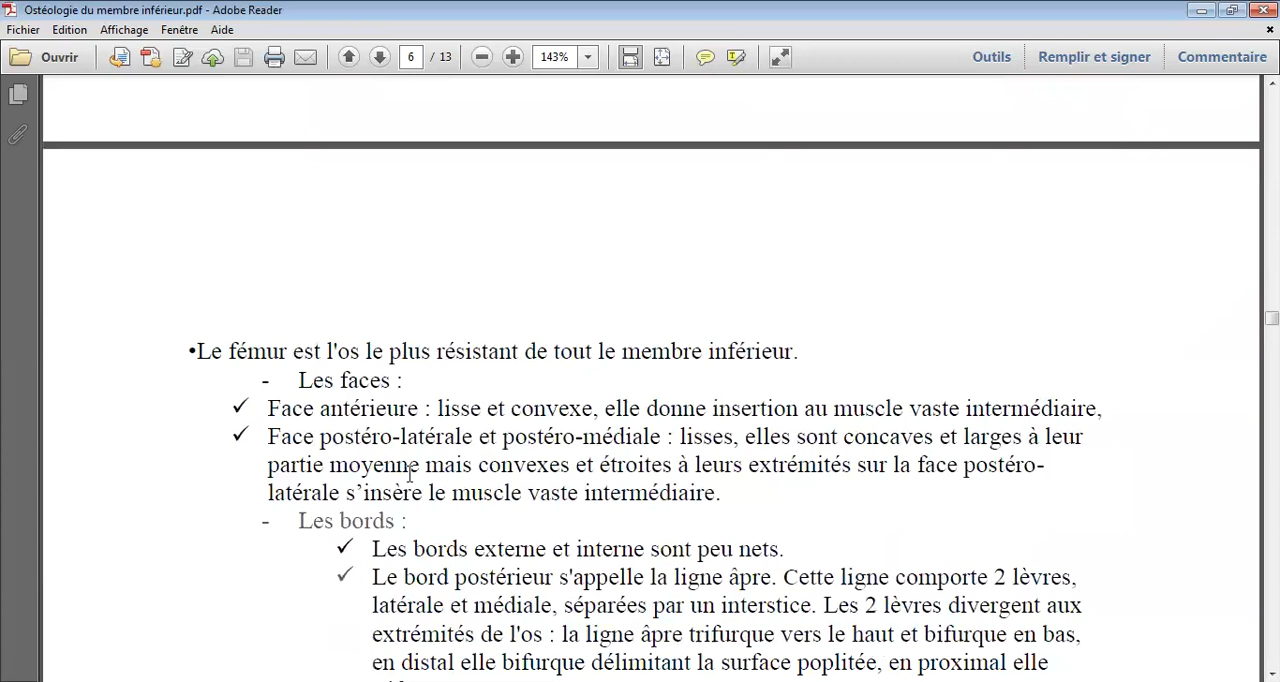 Ostéologie du membre inférieur.pdf - Adobe Reader
Fichier Edition Affichage Fenêtre Aide
Ouvrir 6 / 13 143% Outils Remplir et signer Commentaire
•Le fémur est l'os le plus résistant de tout le membre inférieur.
- Les faces :
✓ Face antérieure : lisse et convexe, elle donne insertion au muscle vaste intermédiaire,
✓ Face postéro-latérale et postéro-médiale : lisses, elles sont concaves et larges à leur
partie moyenne mais convexes et étroites à leurs extrémités sur la face postéro-
latérale s’insère le muscle vaste intermédiaire.
- Les bords :
✓ Les bords externe et interne sont peu nets.
✓ Le bord postérieur s'appelle la ligne âpre. Cette ligne comporte 2 lèvres,
latérale et médiale, séparées par un interstice. Les 2 lèvres divergent aux
extrémités de l'os : la ligne âpre trifurque vers le haut et bifurque en bas,
en distal elle bifurque délimitant la surface poplitée, en proximal elle